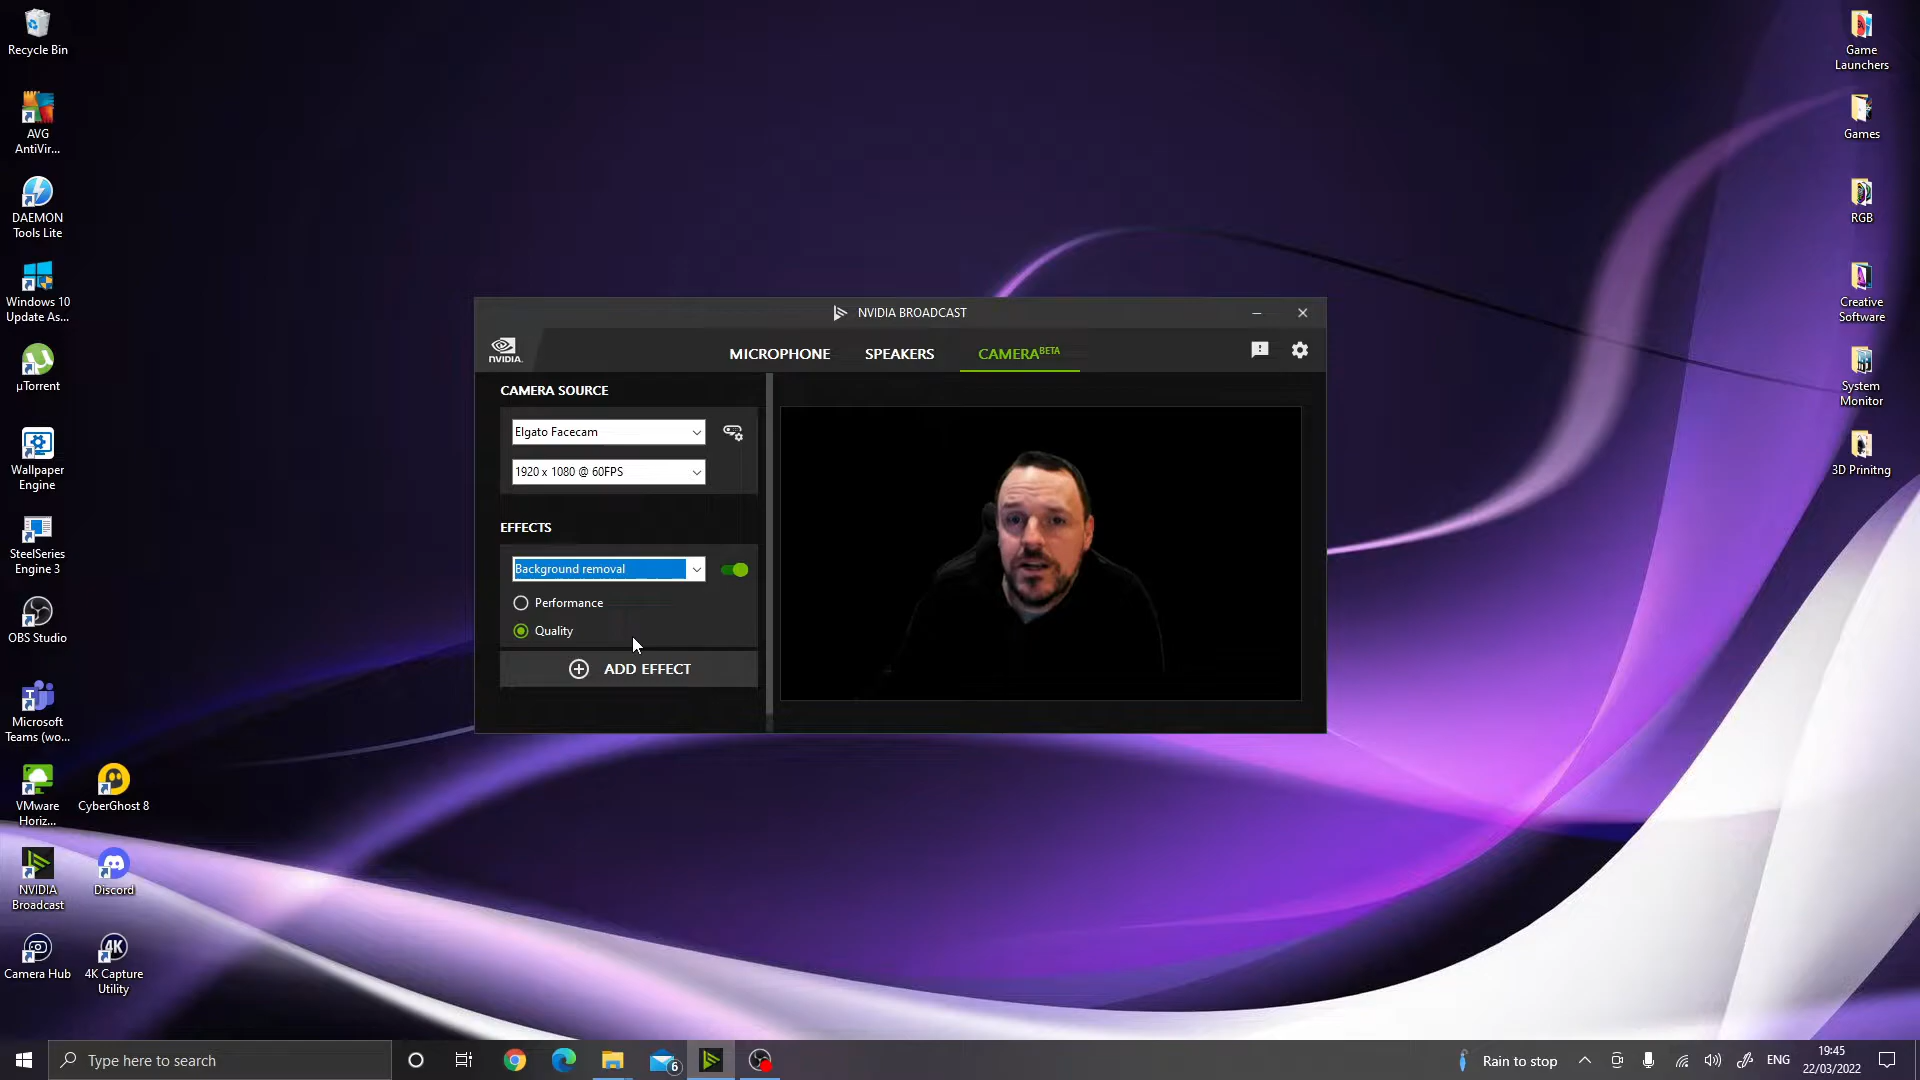 Recycle Bin
AVG
AntiVir...
DAEMON
Tools Lite
Windows 10
Update As...
µTorrent
Wallpaper
Engine
SteelSeries
Engine 3
OBS Studio
Microsoft
Teams (wo...
VMware
Horiz...
CyberGhost 8
NVIDIA
Broadcast
Discord
Camera Hub
4K
4K Capture
Utility
NVIDIA BROADCAST
NVIDIA.
MICROPHONE
SPEAKERS
CAMERA BETA
CAMERA SOURCE
Elgato Facecam
1920 x 1080 @ 60FPS
EFFECTS
Background removal
Performance
Quality
ADD EFFECT
Game
Launchers
Games
RGB
Creative
Software
System
Monitor
3D Prinitng
Type here to search
6
Rain to stop
ENG
19:45
22/03/2022